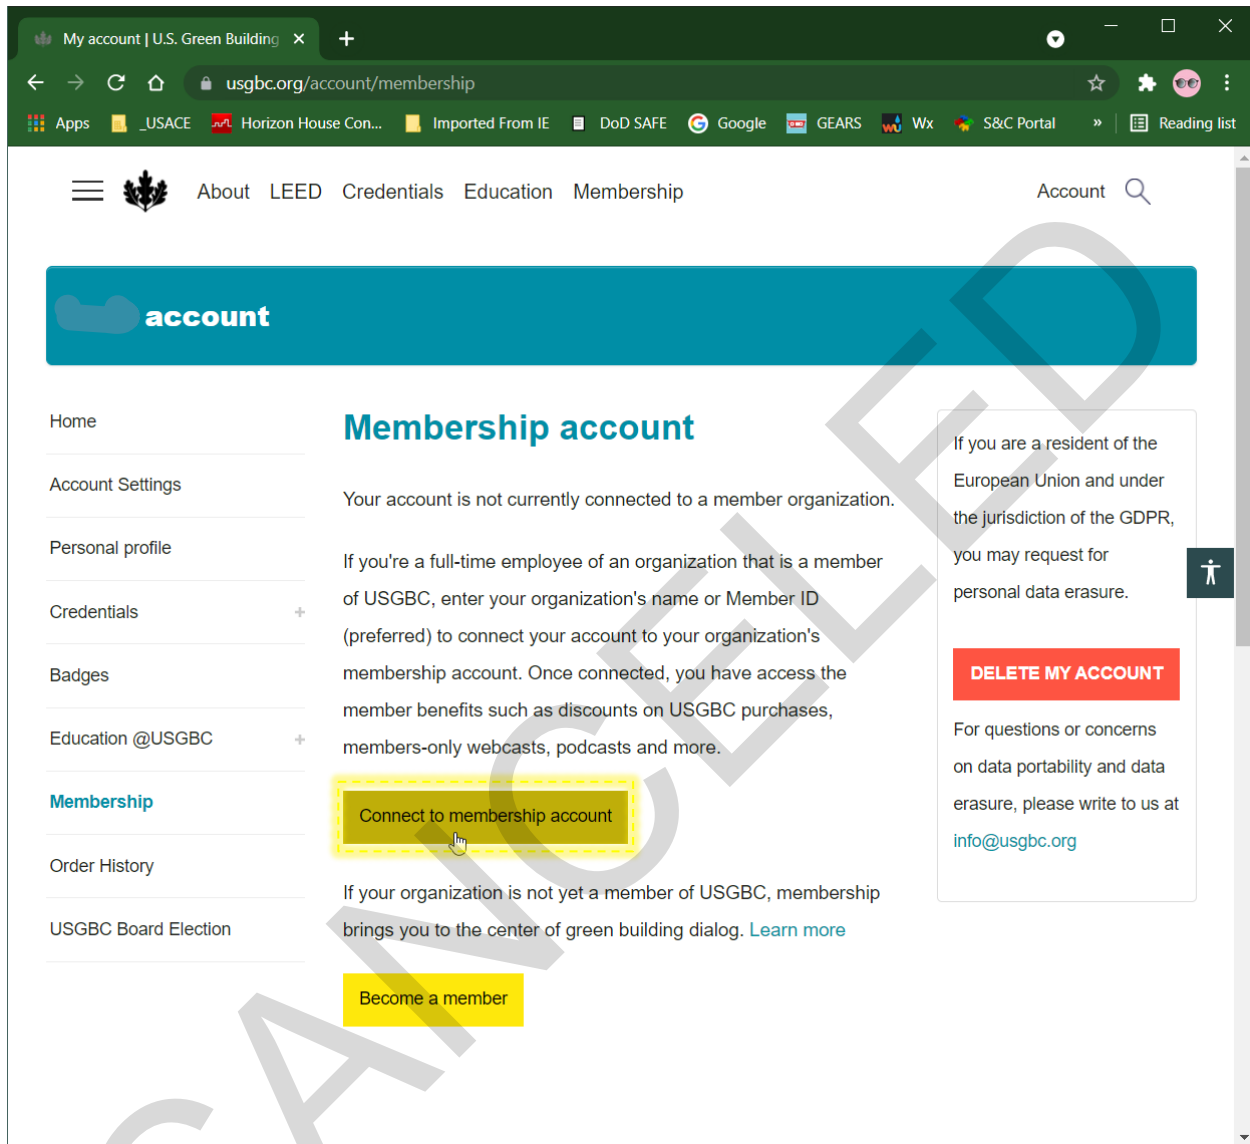 My account | U.S. Green Building
usgbc.org/account/membership
Apps _USACE Horizon House Con... Imported From IE DoD SAFE Google GEARS Wx S&C Portal » Reading list
About LEED Credentials Education Membership Account
account
Home
Account Settings
Personal profile
Credentials +
Badges
Education @USGBC +
Membership
Order History
USGBC Board Election
Membership account
Your account is not currently connected to a member organization.
If you're a full-time employee of an organization that is a member
of USGBC, enter your organization's name or Member ID
(preferred) to connect your account to your organization's
membership account. Once connected, you have access the
member benefits such as discounts on USGBC purchases,
members-only webcasts, podcasts and more.
Connect to membership account
If your organization is not yet a member of USGBC, membership
brings you to the center of green building dialog. Learn more
Become a member
If you are a resident of the
European Union and under
the jurisdiction of the GDPR,
you may request for
personal data erasure.
DELETE MY ACCOUNT
For questions or concerns
on data portability and data
erasure, please write to us at
info@usgbc.org
CANCELED